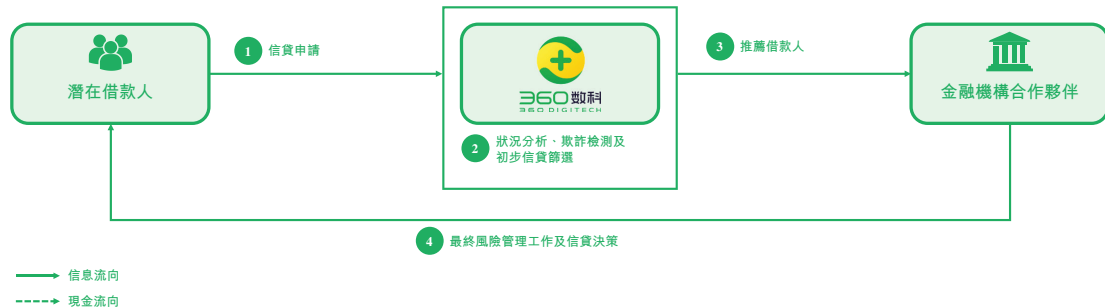 潛在借款人
1 信貸申請
360數科
360 DIGITECH
2 狀況分析、欺詐檢測及
初步信貸篩選
3 推薦借款人
金融機構合作夥伴
4 最終風險管理工作及信貸決策
信息流向
現金流向